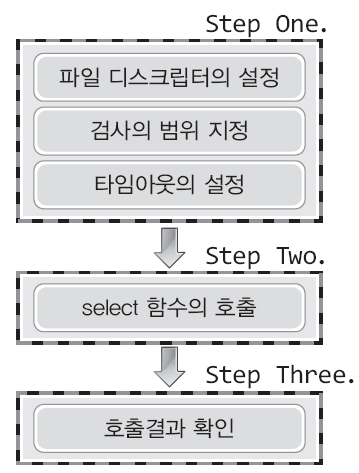 Step One.
파일 디스크립터의 설정
검사의 범위 지정
타임아웃의 설정
Step Two.
select 함수의 호출
Step Three.
호출결과 확인